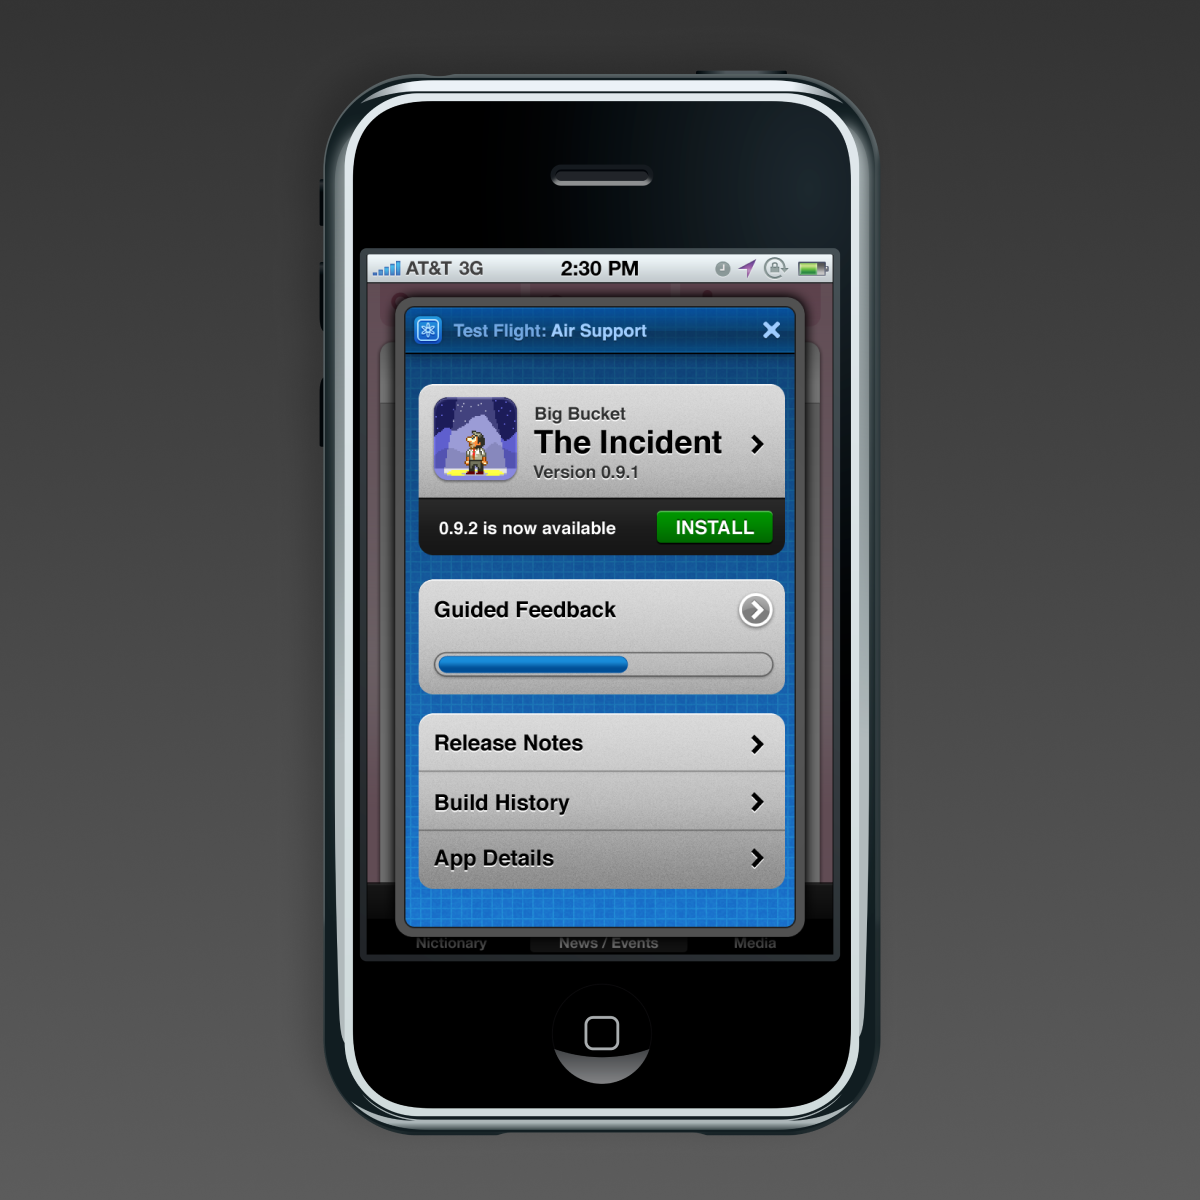 AT&T 3G 2:30 PM
Test Flight: Air Support
Big Bucket
The Incident
Version 0.9.1
0.9.2 is now available INSTALL
Guided Feedback
Release Notes
Build History
App Details
Nictionary News / Events Media